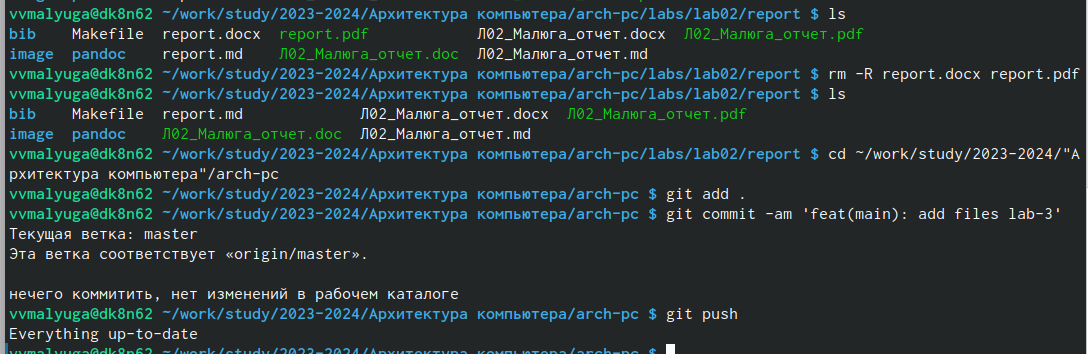 vvmalyuga@dk8n62 ~/work/study/2023-2024/Архитектура компьютера/arch-pc/labs/lab02/report $ ls
bib    Makefile  report.docx  report.pdf           Л02_Малюга_отчет.docx  Л02_Малюга_отчет.pdf
image  pandoc    report.md    Л02_Малюга_отчет.doc  Л02_Малюга_отчет.md
vvmalyuga@dk8n62 ~/work/study/2023-2024/Архитектура компьютера/arch-pc/labs/lab02/report $ rm -R report.docx report.pdf
vvmalyuga@dk8n62 ~/work/study/2023-2024/Архитектура компьютера/arch-pc/labs/lab02/report $ ls
bib    Makefile  report.md             Л02_Малюга_отчет.docx  Л02_Малюга_отчет.pdf
image  pandoc    Л02_Малюга_отчет.doc  Л02_Малюга_отчет.md
vvmalyuga@dk8n62 ~/work/study/2023-2024/Архитектура компьютера/arch-pc/labs/lab02/report $ cd ~/work/study/2023-2024/"А
рхитектура компьютера"/arch-pc
vvmalyuga@dk8n62 ~/work/study/2023-2024/Архитектура компьютера/arch-pc $ git add .
vvmalyuga@dk8n62 ~/work/study/2023-2024/Архитектура компьютера/arch-pc $ git commit -am 'feat(main): add files lab-3'
Текущая ветка: master
Эта ветка соответствует «origin/master».

нечего коммитить, нет изменений в рабочем каталоге
vvmalyuga@dk8n62 ~/work/study/2023-2024/Архитектура компьютера/arch-pc $ git push
Everything up-to-date
vvmalyuga@dk8n62 ~/work/study/2023-2024/Архитектура компьютера/arch-pc $